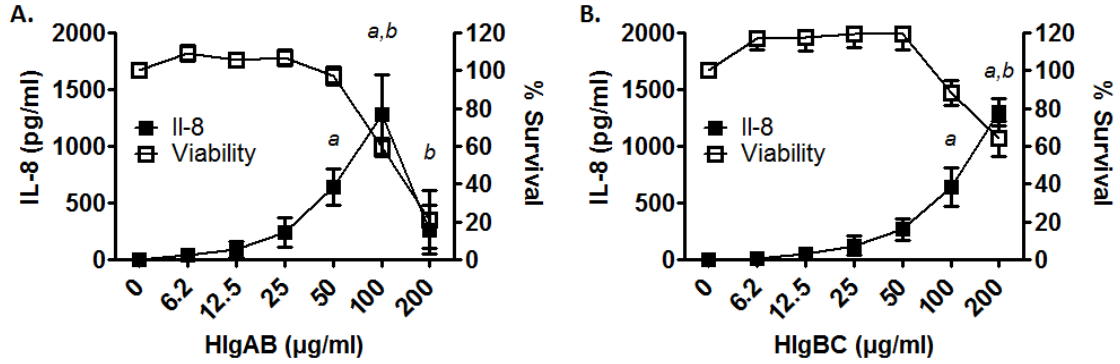 A.
2000
1500
1000
500
0
IL-8 (pg/ml)
Il-8
Viability
a
a,b
b
120
100
80
60
40
20
0
% Survival
0
6.2
12.5
25
50
100
200
HlgAB (µg/ml)
B.
2000
1500
1000
500
0
IL-8 (pg/ml)
Il-8
Viability
a
a,b
120
100
80
60
40
20
0
% Survival
0
6.2
12.5
25
50
100
200
HlgBC (µg/ml)